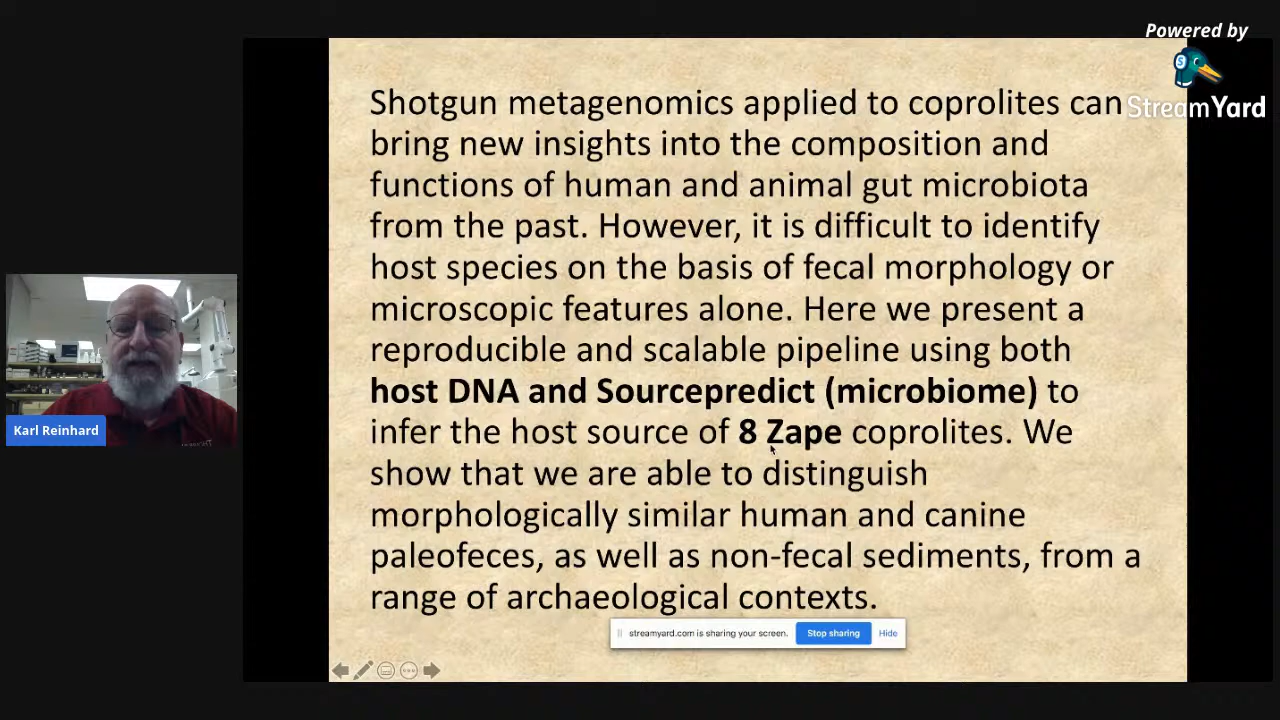 Powered by
StreamYard
Shotgun metagenomics applied to coprolites can
bring new insights into the composition and
functions of human and animal gut microbiota
from the past. However, it is difficult to identify
host species on the basis of fecal morphology or
microscopic features alone. Here we present a
reproducible and scalable pipeline using both
host DNA and Sourcepredict (microbiome) to
infer the host source of 8 Zape coprolites. We
show that we are able to distinguish
morphologically similar human and canine
paleofeces, as well as non-fecal sediments, from a
range of archaeological contexts.
Karl Reinhard
streamyard.com is sharing your screen. Stop sharing Hide